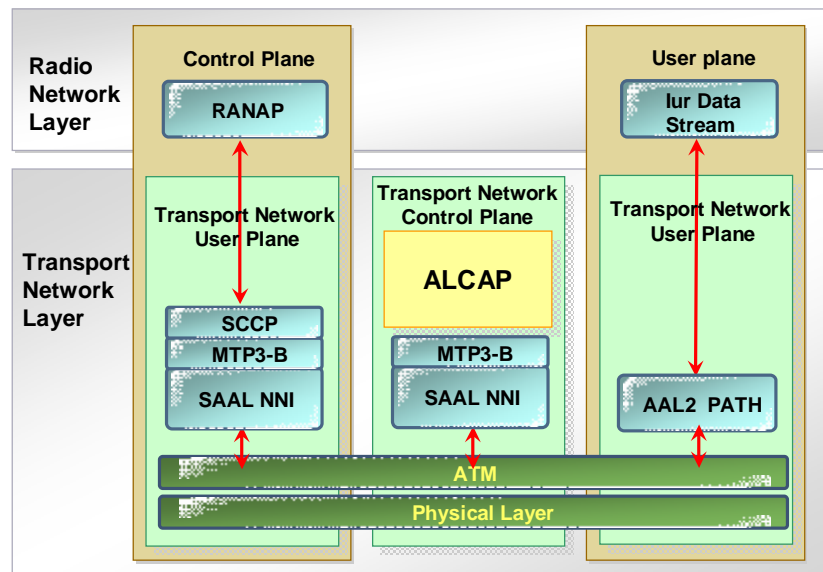 Radio
Network
Layer
Control Plane
RANAP
User plane
Iur Data
Stream
Transport
Network
Layer
Transport Network
User Plane
SCCP
MTP3-B
SAAL NNI
Transport Network
Control Plane
ALCAP
MTP3-B
SAAL NNI
Transport Network
User Plane
AAL2 PATH
ATM
Physical Layer